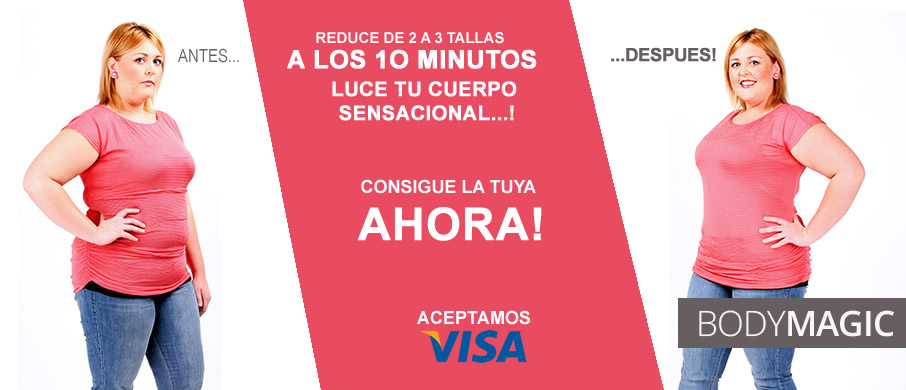 ANTES...
REDUCE DE 2 A 3 TALLAS
A LOS 10 MINUTOS
LUCE TU CUERPO
SENSACIONAL...!
CONSIGUE LA TUYA
AHORA!
ACEPTAMOS
VISA
...DESPUES!
BODYMAGIC